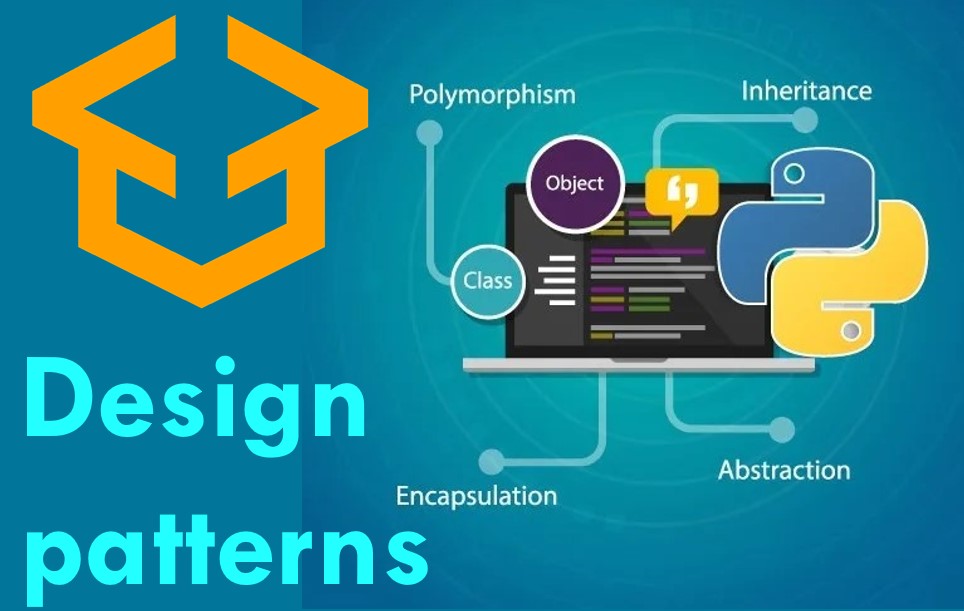 Polymorphism
Inheritance
Object
Class
Design
patterns
Encapsulation
Abstraction